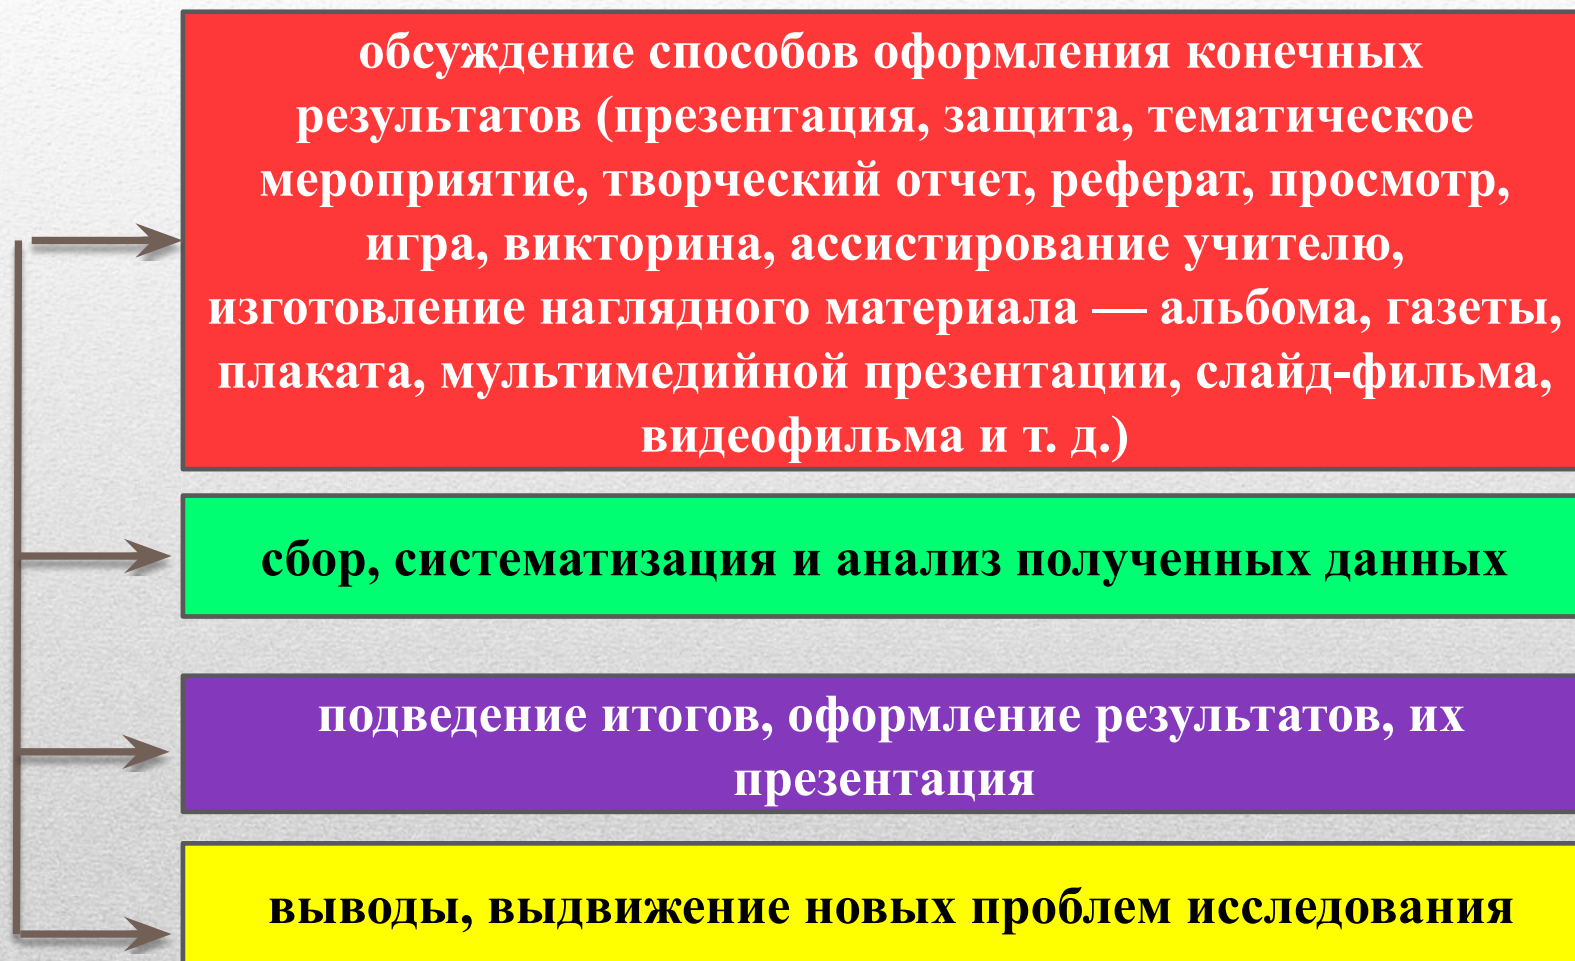 обсуждение способов оформления конечных
результатов (презентация, защита, тематическое
мероприятие, творческий отчет, реферат, просмотр,
игра, викторина, ассистирование учителю,
изготовление наглядного материала — альбома, газеты,
плаката, мультимедийной презентации, слайд-фильма,
видеофильма и т. д.)
сбор, систематизация и анализ полученных данных
подведение итогов, оформление результатов, их
презентация
выводы, выдвижение новых проблем исследования